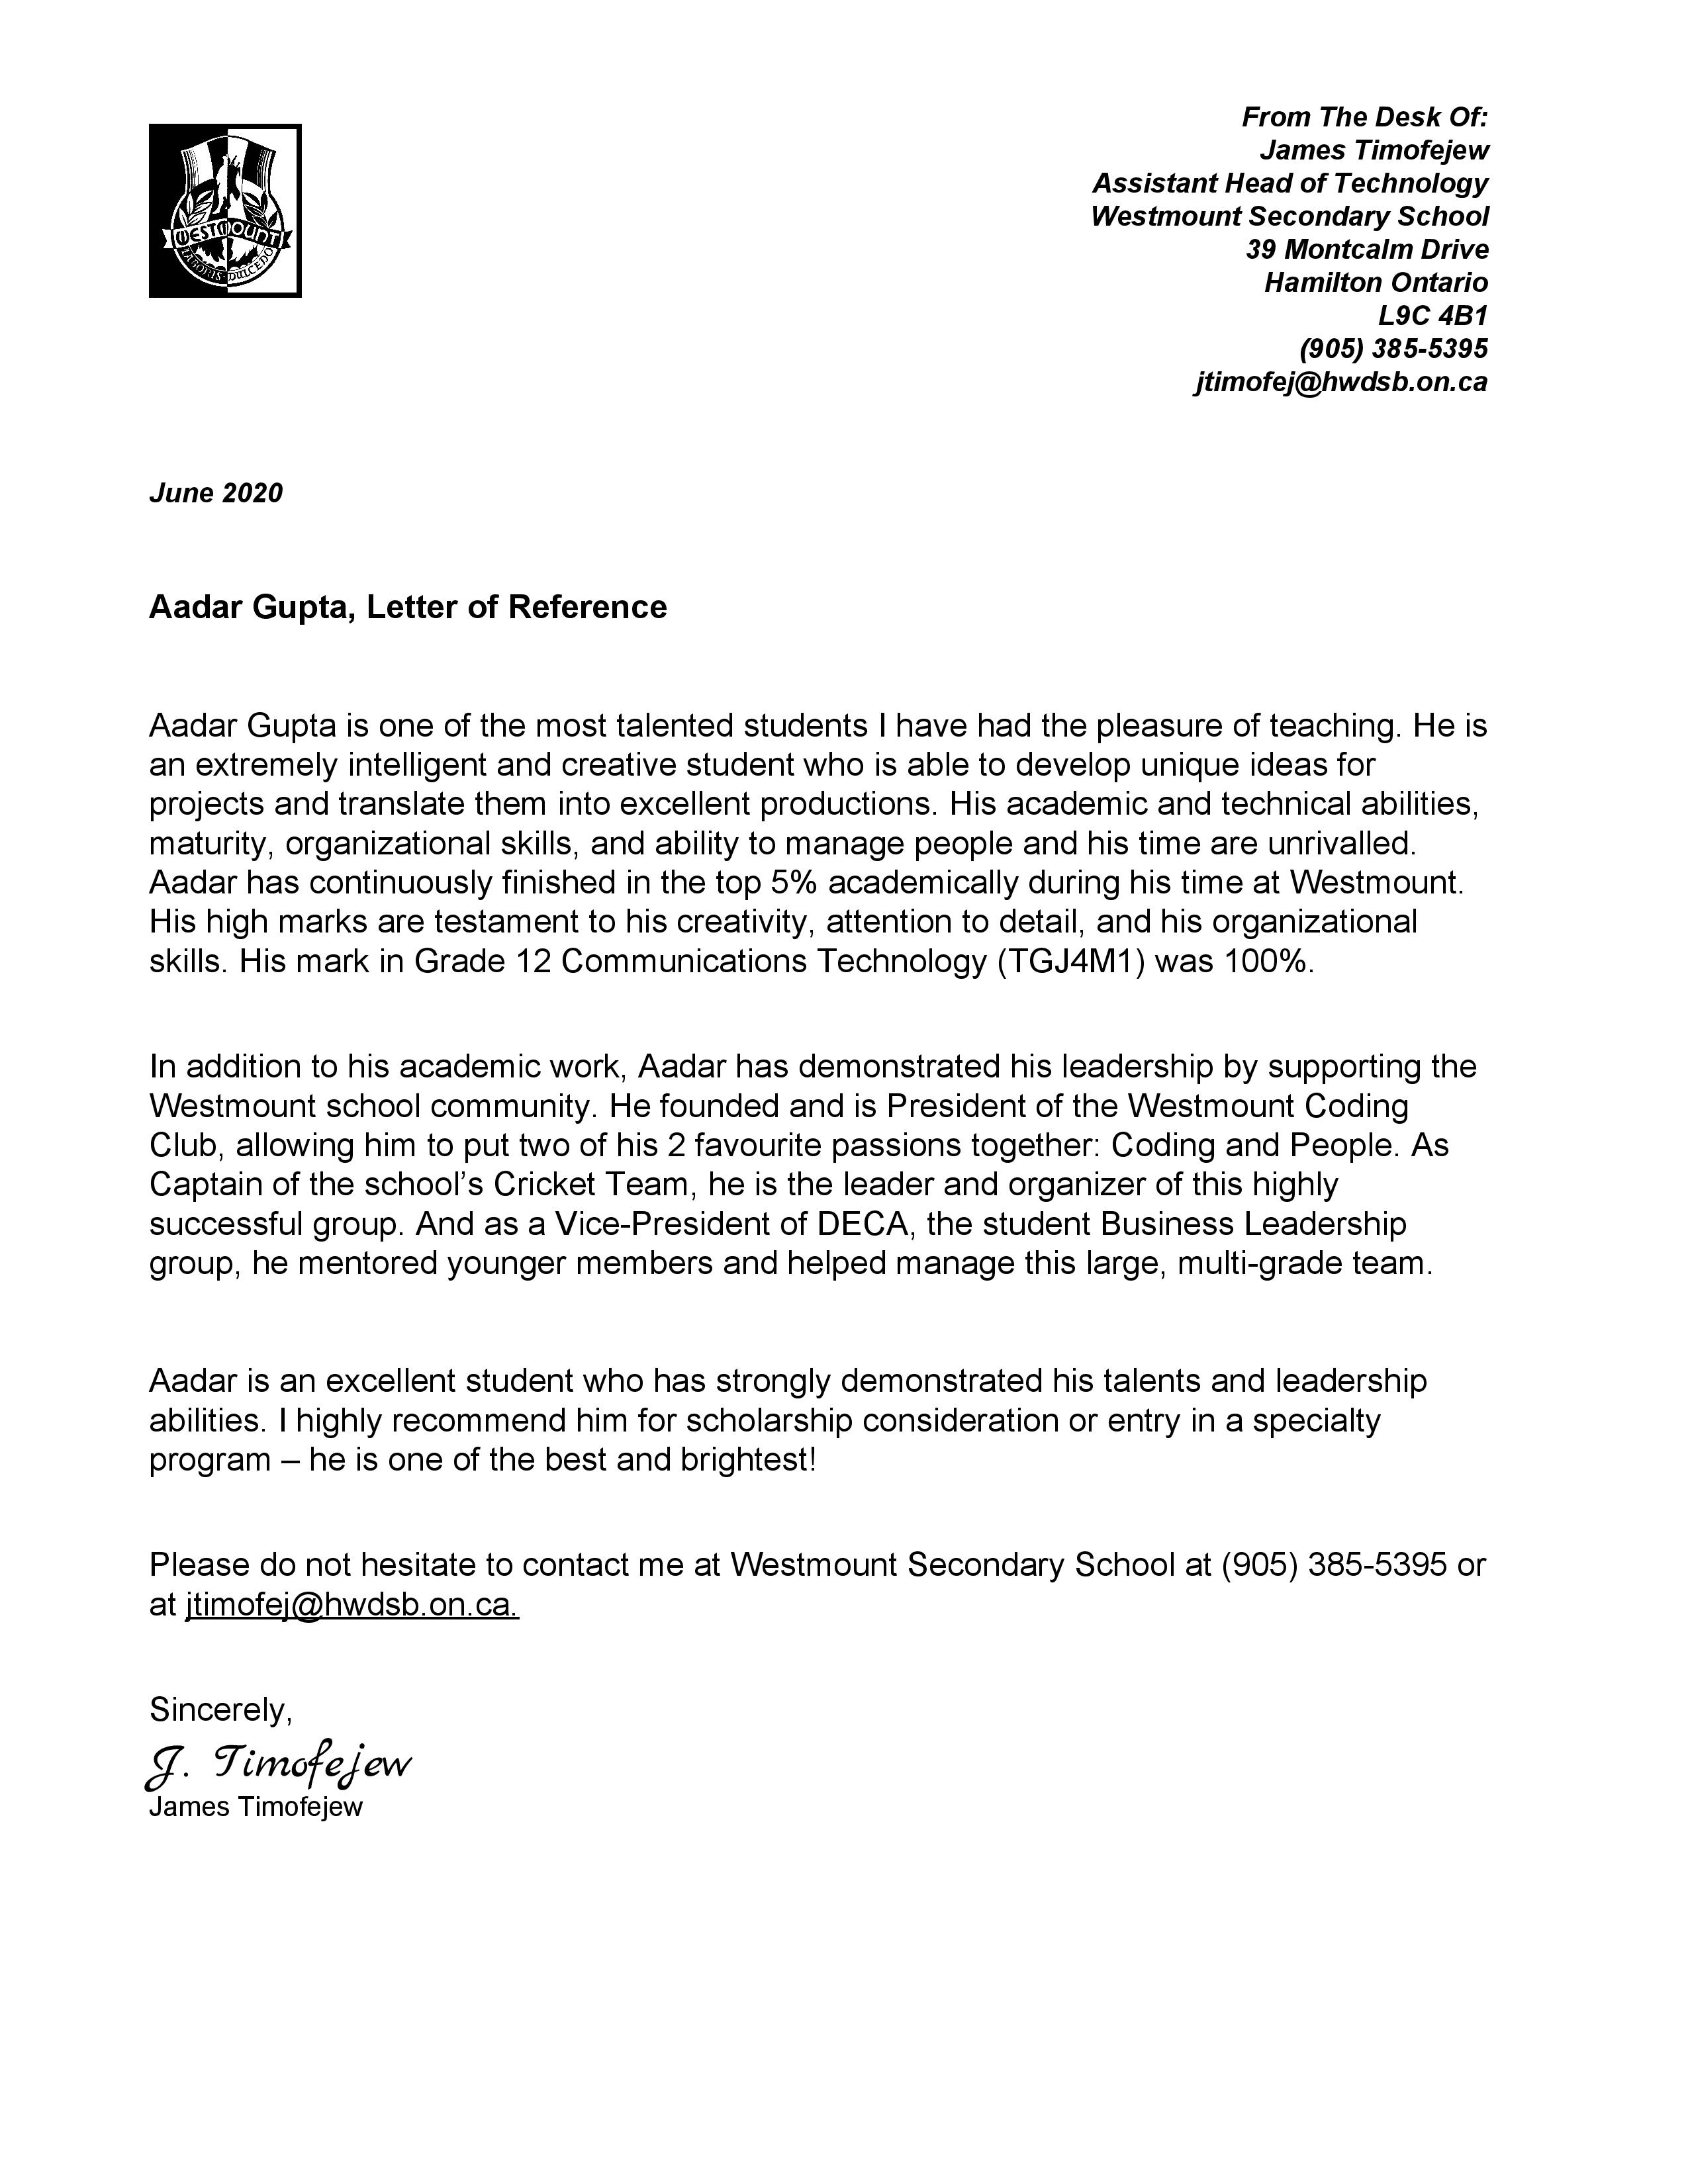 WESTMOUNT
LABORIS DULCEDO
From The Desk Of:
James Timofejew
Assistant Head of Technology
Westmount Secondary School
39 Montcalm Drive
Hamilton Ontario
L9C 4B1
(905) 385-5395
jtimofej@hwdsb.on.ca
June 2020
Aadar Gupta, Letter of Reference
Aadar Gupta is one of the most talented students I have had the pleasure of teaching. He is
an extremely intelligent and creative student who is able to develop unique ideas for
projects and translate them into excellent productions. His academic and technical abilities,
maturity, organizational skills, and ability to manage people and his time are unrivalled.
Aadar has continuously finished in the top 5% academically during his time at Westmount.
His high marks are testament to his creativity, attention to detail, and his organizational
skills. His mark in Grade 12 Communications Technology (TGJ4M1) was 100%.
In addition to his academic work, Aadar has demonstrated his leadership by supporting the
Westmount school community. He founded and is President of the Westmount Coding
Club, allowing him to put two of his 2 favourite passions together: Coding and People. As
Captain of the school’s Cricket Team, he is the leader and organizer of this highly
successful group. And as a Vice-President of DECA, the student Business Leadership
group, he mentored younger members and helped manage this large, multi-grade team.
Aadar is an excellent student who has strongly demonstrated his talents and leadership
abilities. I highly recommend him for scholarship consideration or entry in a specialty
program – he is one of the best and brightest!
Please do not hesitate to contact me at Westmount Secondary School at (905) 385-5395 or
at jtimofej@hwdsb.on.ca.
Sincerely,
J. Timofejew
James Timofejew